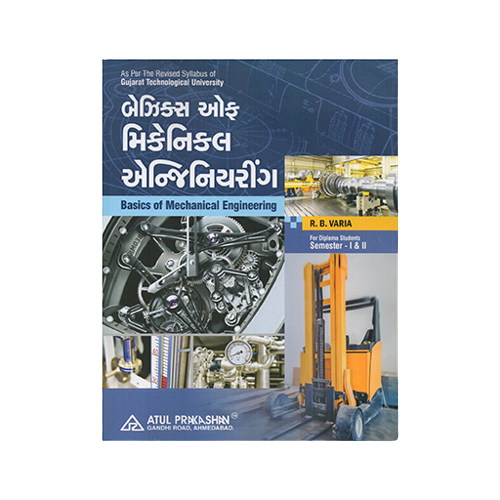 As Per The Revised Syllabus of
Gujarat Technological University
બેઝિક્સ ઓફ
મિકેનિકલ
એન્જિનિયરીંગ
Basics of Mechanical Engineering
R. B. VARIA
For Diploma Students
Semester - I & II
ATUL PRAKASHAN
GANDHI ROAD, AHMEDABAD.